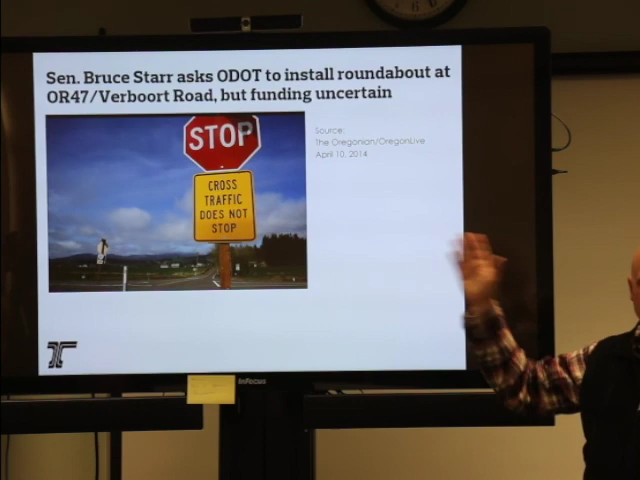 Sen. Bruce Starr asks ODOT to install roundabout at
OR47/Verboort Road, but funding uncertain
STOP
CROSS
TRAFFIC
DOES NOT
STOP
Source:
The Oregonian/OregonLive
April 10, 2014
InFocus